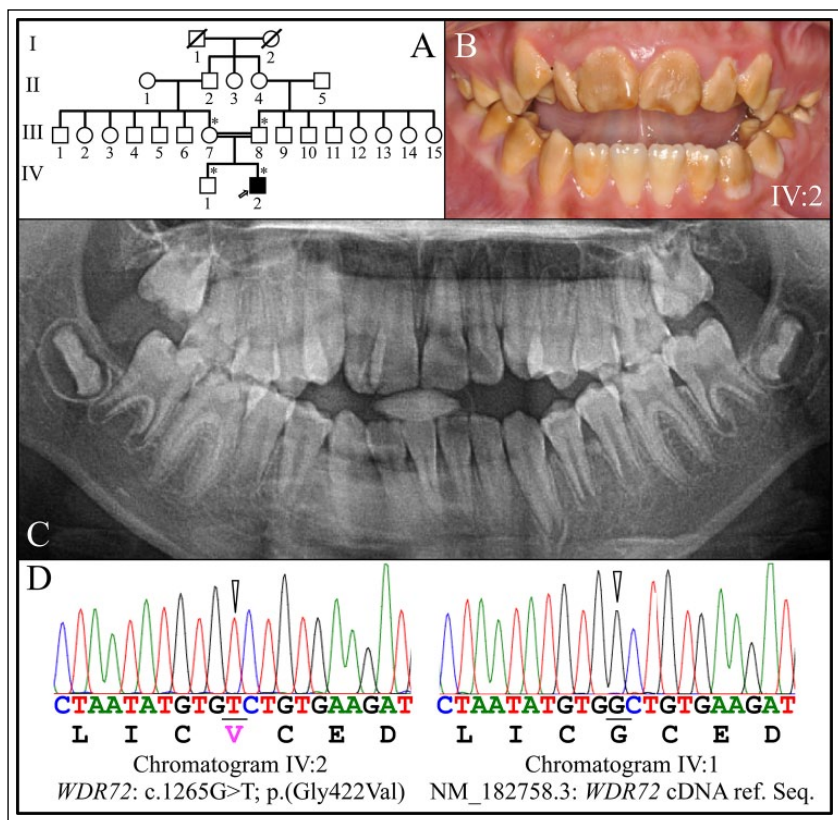 A
I
1
2
II
1
2
3
4
5
III
* *
1
2
3
4
5
6
7
8
9
10
11
12
13
14
15
IV
* *
1
2
B
IV:2
C
D
CTAATATGTGTCTGTGAAGAT
L I C V C E D
Chromatogram IV:2
WDR72: c.1265G>T; p.(Gly422Val)
CTAATATGTGGCTGTGAAGAT
L I C G C E D
Chromatogram IV:1
NM_182758.3: WDR72 cDNA ref. Seq.